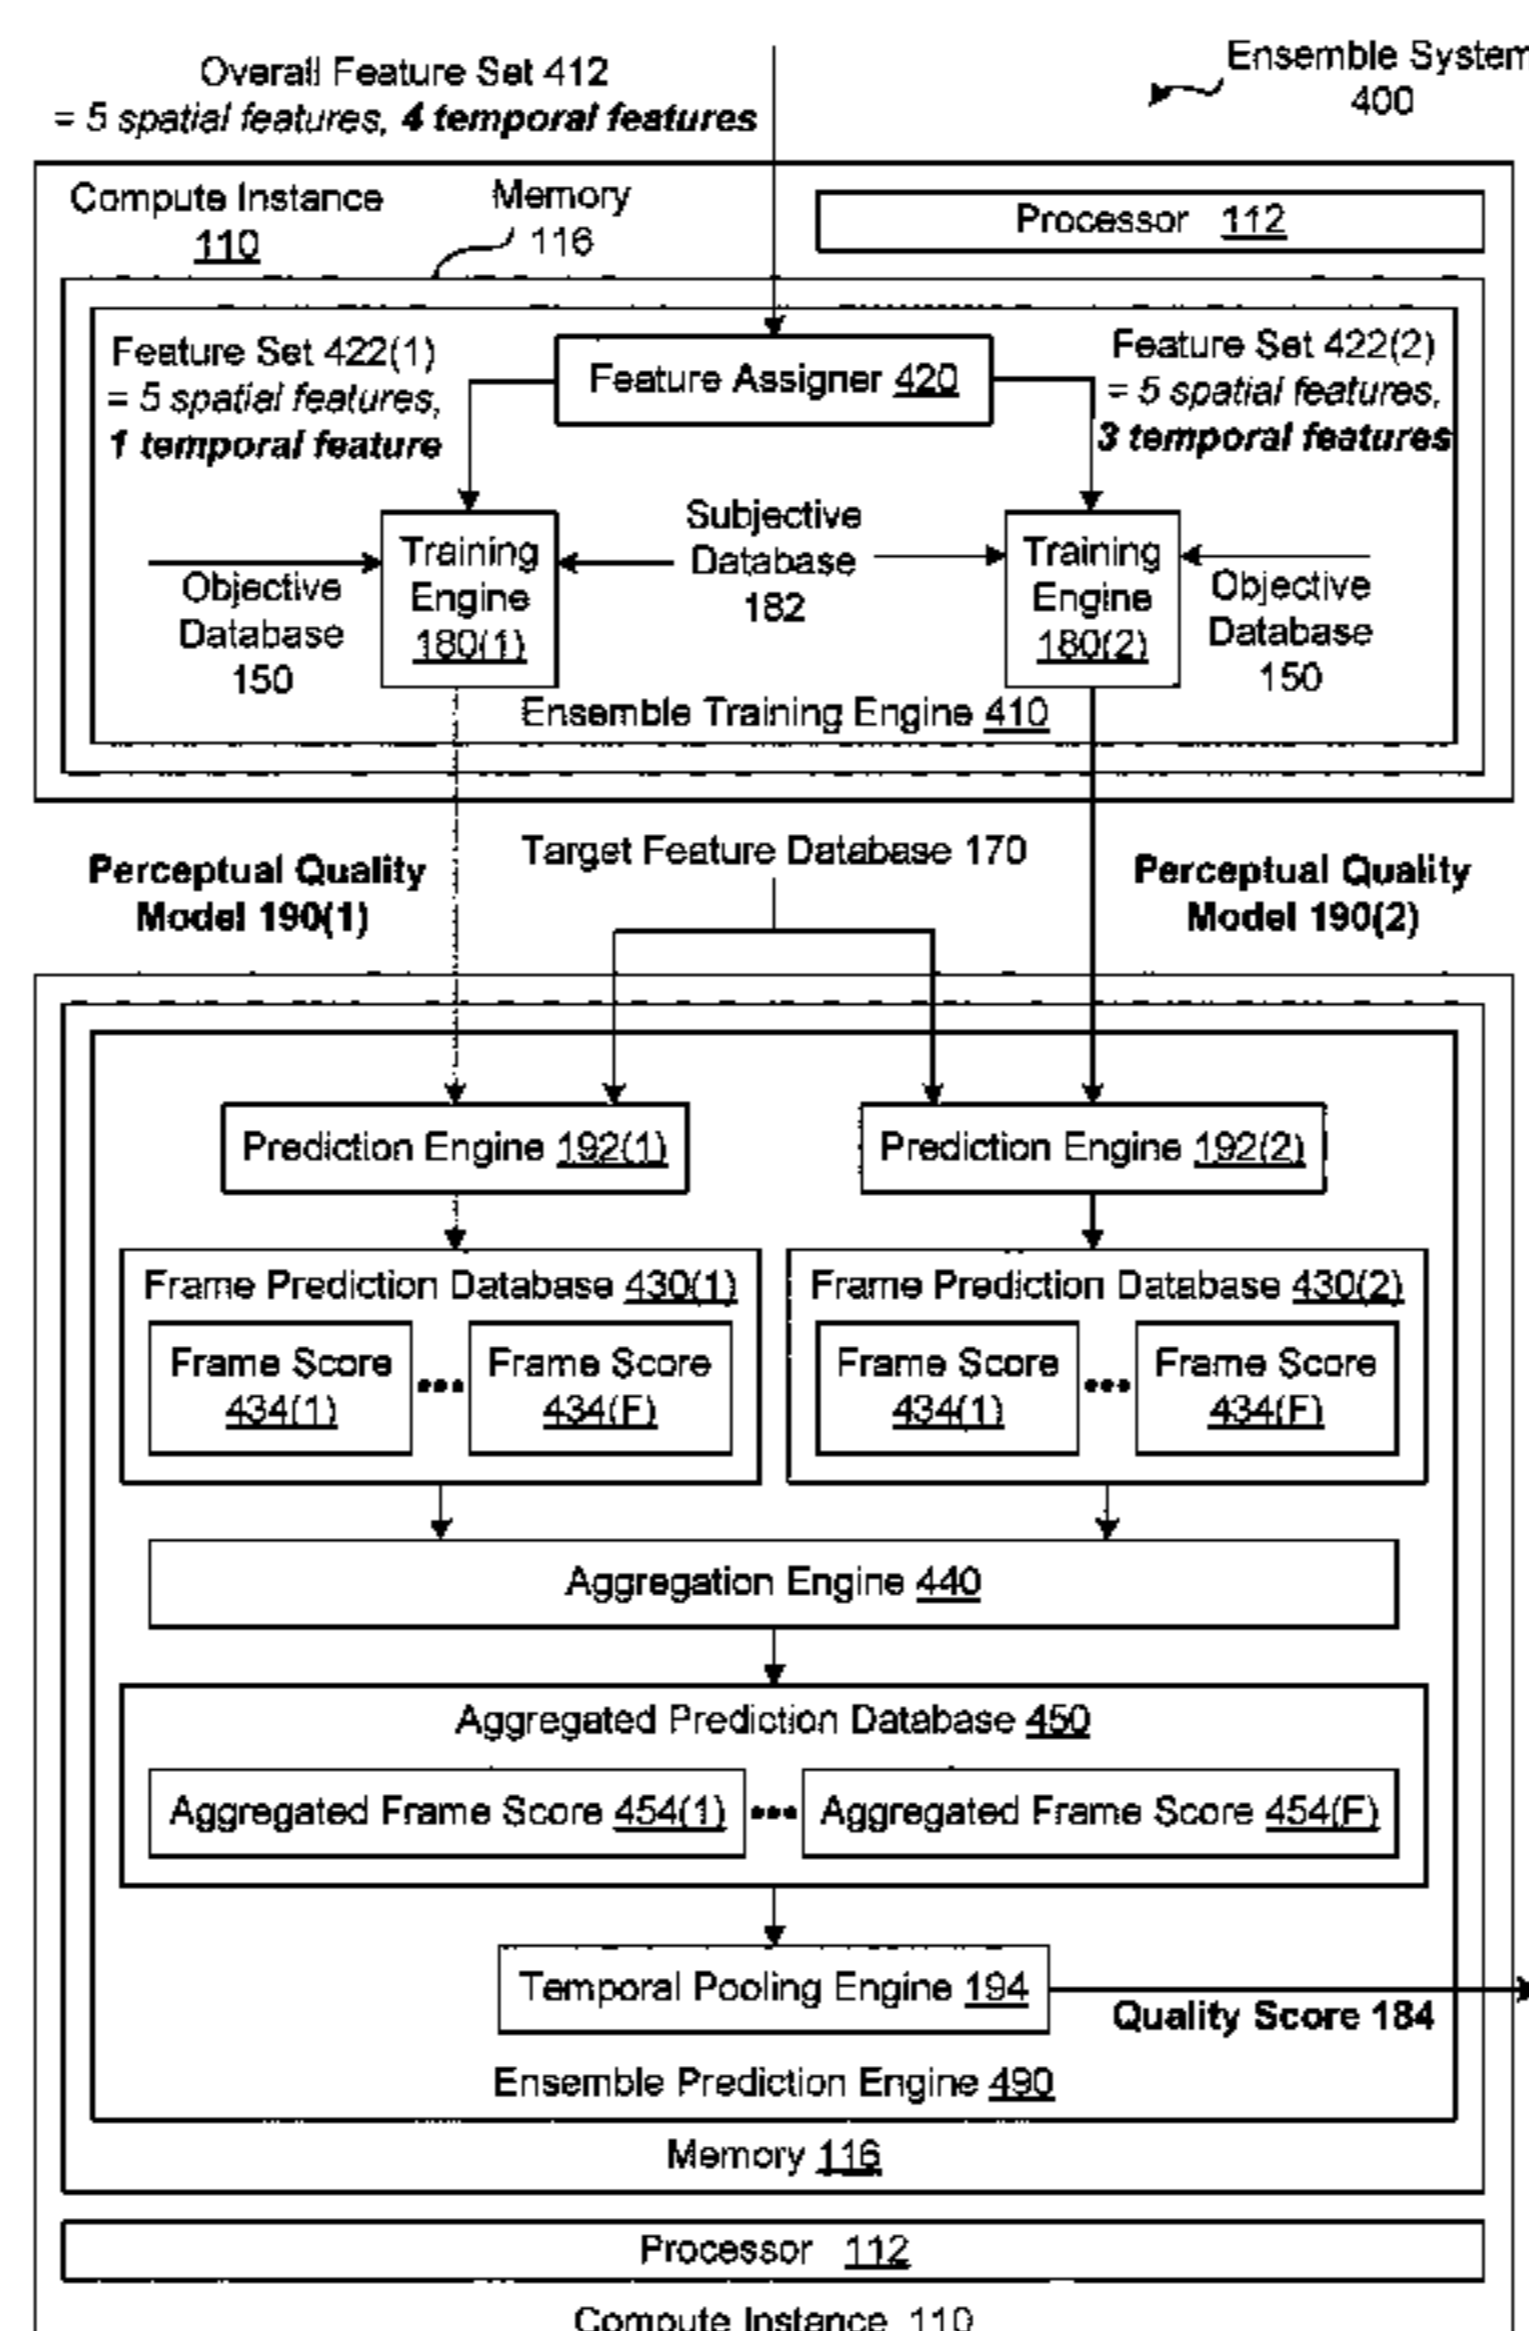 Overall Feature Set 412
= 5 spatial features, 4 temporal features
Ensemble System
400
Compute Instance
110
Memory
116
Processor 112
Feature Set 422(1)
= 5 spatial features,
1 temporal feature
Feature Assigner 420
Feature Set 422(2)
= 5 spatial features,
3 temporal features
Objective
Database
150
Training
Engine
180(1)
Subjective
Database
182
Training
Engine
180(2)
Objective
Database
150
Ensemble Training Engine 410
Perceptual Quality
Model 190(1)
Target Feature Database 170
Perceptual Quality
Model 190(2)
Prediction Engine 192(1)
Prediction Engine 192(2)
Frame Prediction Database 430(1)
Frame Score
434(1)
•••
Frame Score
434(F)
Frame Prediction Database 430(2)
Frame Score
434(1)
•••
Frame Score
434(F)
Aggregation Engine 440
Aggregated Prediction Database 450
Aggregated Frame Score 454(1) ••• Aggregated Frame Score 454(F)
Temporal Pooling Engine 194
Quality Score 184
Ensemble Prediction Engine 490
Memory 116
Processor 112
Compute Instance 110